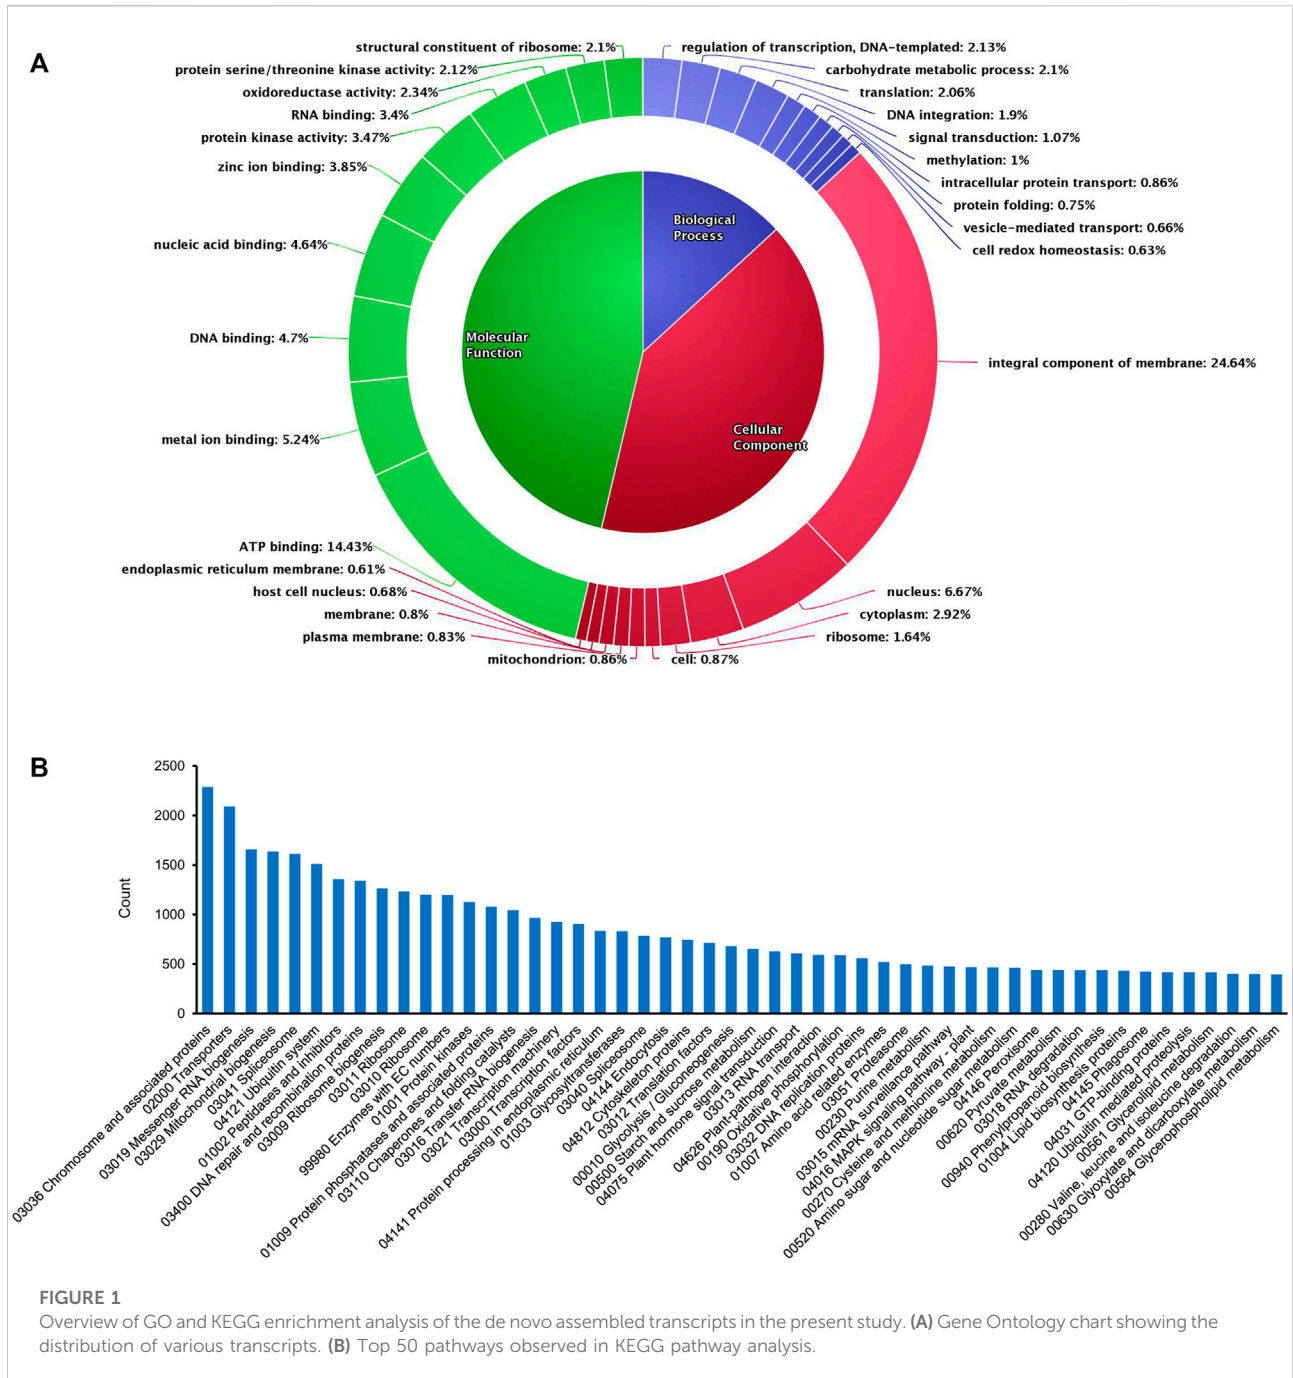 A
structural constituent of ribosome: 2.1%
protein serine/threonine kinase activity: 2.12%
oxidoreductase activity: 2.34%
RNA binding: 3.4%
protein kinase activity: 3.47%
zinc ion binding: 3.85%
nucleic acid binding: 4.64%
DNA binding: 4.7%
metal ion binding: 5.24%
ATP binding: 14.43%
endoplasmic reticulum membrane: 0.61%
host cell nucleus: 0.68%
membrane: 0.8%
plasma membrane: 0.83%
mitochondrion: 0.86%
regulation of transcription, DNA-templated: 2.13%
carbohydrate metabolic process: 2.1%
translation: 2.06%
DNA integration: 1.9%
signal transduction: 1.07%
methylation: 1%
intracellular protein transport: 0.86%
protein folding: 0.75%
vesicle-mediated transport: 0.66%
cell redox homeostasis: 0.63%
integral component of membrane: 24.64%
nucleus: 6.67%
cytoplasm: 2.92%
ribosome: 1.64%
cell: 0.87%
Biological
Process
Molecular
Function
Cellular
Component
B
Count
2500
2000
1500
1000
500
0
03036 Chromosome and associated proteins
02000 Transporters
03019 Messenger RNA biogenesis
03029 Mitochondrial biogenesis
03041 Spliceosome
04121 Ubiquitin system
01002 Peptidases and inhibitors
03400 DNA repair and recombination proteins
03009 Ribosome biogenesis
03011 Ribosome
03010 Ribosome
99980 Enzymes with EC numbers
01001 Protein kinases
01009 Protein phosphatases and associated proteins
03110 Chaperones and folding catalysts
03016 Transfer RNA biogenesis
03021 Transcription machinery
03000 Transcription factors
04141 Protein processing in endoplasmic reticulum
01003 Glycosyltransferases
03040 Spliceosome
04144 Endocytosis
04812 Cytoskeleton proteins
03012 Translation factors
00010 Glycolysis / Gluconeogenesis
00500 Starch and sucrose metabolism
04075 Plant hormone signal transduction
03013 RNA transport
04626 Plant-pathogen interaction
00190 Oxidative phosphorylation
03032 DNA replication proteins
01007 Amino acid related enzymes
03051 Proteasome
00230 Purine metabolism
03015 mRNA surveillance pathway
04016 MAPK signaling pathway - plant
00270 Cysteine and methionine metabolism
00520 Amino sugar and nucleotide sugar metabolism
04146 Peroxisome
00620 Pyruvate metabolism
03018 RNA degradation
00940 Phenylpropanoid biosynthesis
01004 Lipid biosynthesis proteins
04145 Phagosome
04031 GTP-binding proteins
04120 Ubiquitin mediated proteolysis
00561 Glycerolipid metabolism
00280 Valine, leucine and isoleucine degradation
00630 Glyoxylate and dicarboxylate metabolism
00564 Glycerophospholipid metabolism
FIGURE 1
Overview of GO and KEGG enrichment analysis of the de novo assembled transcripts in the present study. (A) Gene Ontology chart showing the
distribution of various transcripts. (B) Top 50 pathways observed in KEGG pathway analysis.